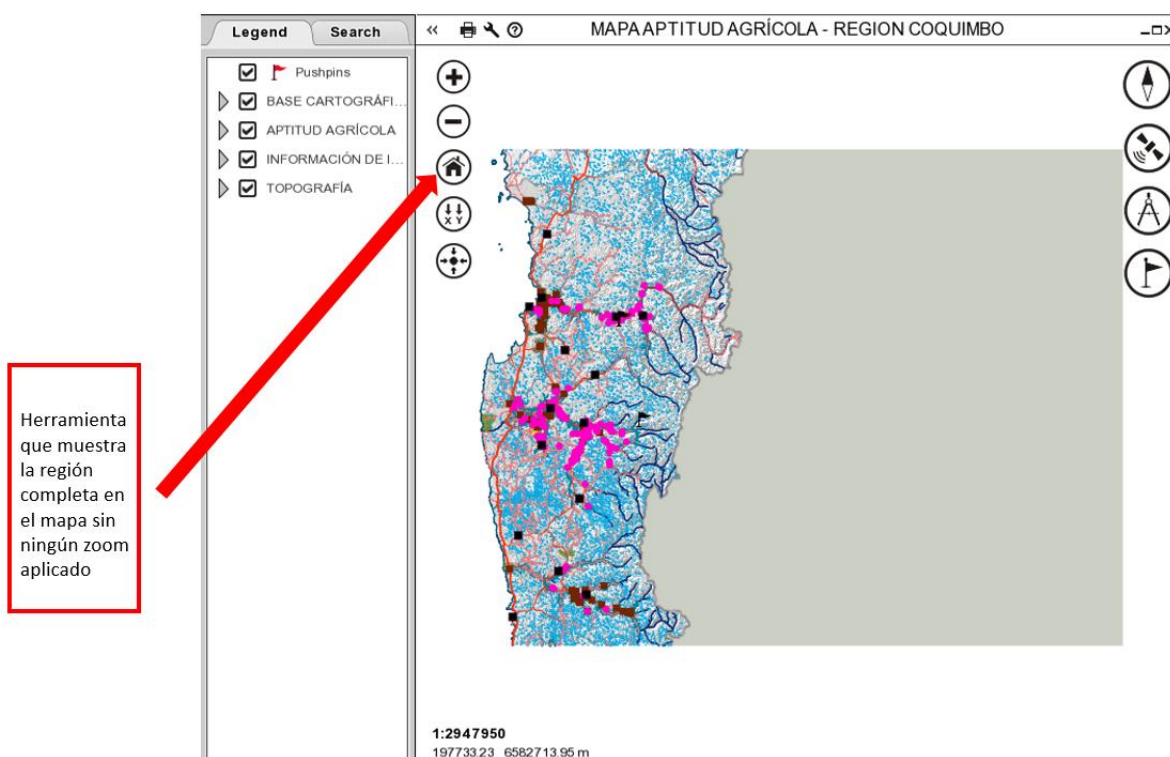 Legend
Search
MAPA APTITUD AGRÍCOLA - REGION COQUIMBO
Pushpins
BASE CARTOGRÁFI...
APTITUD AGRÍCOLA
INFORMACIÓN DE I...
TOPOGRAFÍA
X Y
Herramienta
que muestra
la región
completa en
el mapa sin
ningún zoom
aplicado
1:2947950
197733.23 6582713.95 m